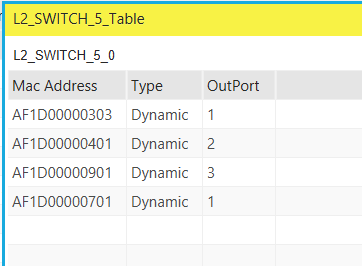 L2_SWITCH_5_Table
L2_SWITCH_5_0
Mac Address Type OutPort
AF1D00000303 Dynamic 1
AF1D00000401 Dynamic 2
AF1D00000901 Dynamic 3
AF1D00000701 Dynamic 1